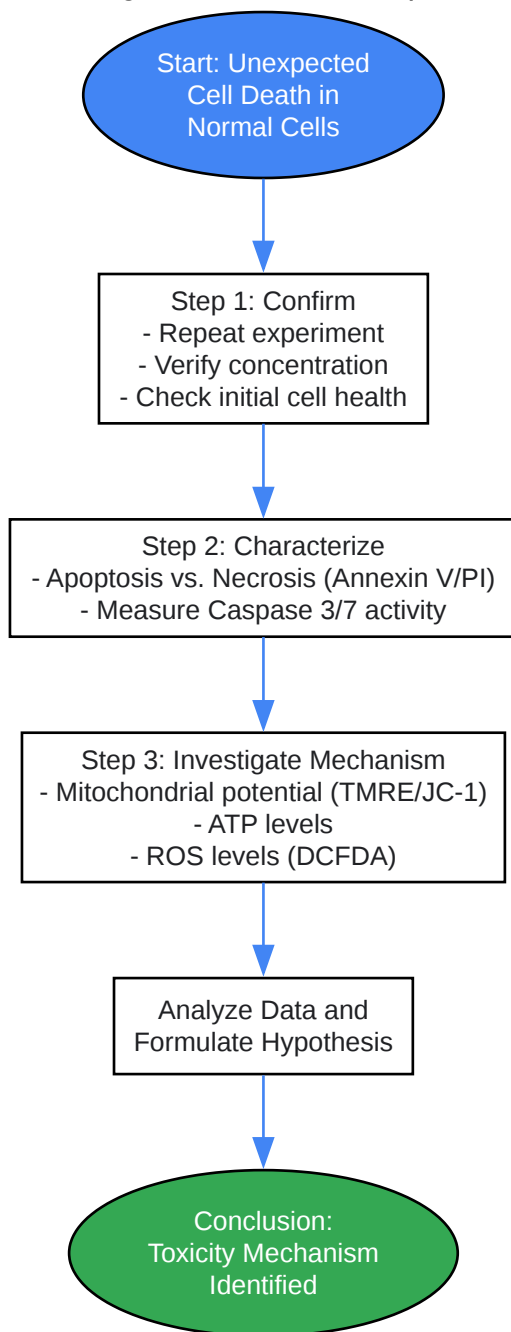 Start: Unexpected
Cell Death in
Normal Cells
Step 1: Confirm
- Repeat experiment
- Verify concentration
- Check initial cell health
Step 2: Characterize
- Apoptosis vs. Necrosis (Annexin V/PI)
- Measure Caspase 3/7 activity
Step 3: Investigate Mechanism
- Mitochondrial potential (TMRE/JC-1)
- ATP levels
- ROS levels (DCFDA)
Analyze Data and
Formulate Hypothesis
Conclusion:
Toxicity Mechanism
Identified